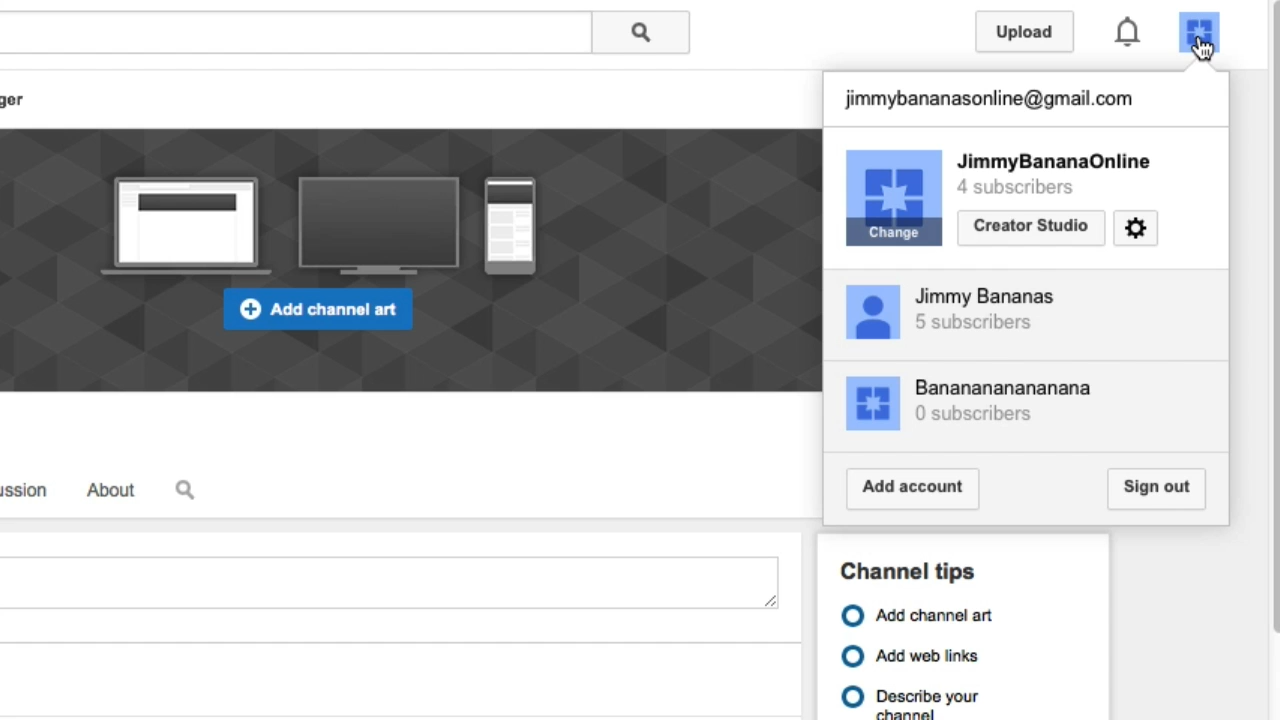 Upload
ger
jimmybananasonline@gmail.com
JimmyBananaOnline
4 subscribers
Change
Creator Studio
Jimmy Bananas
5 subscribers
Add channel art
Banananananana
0 subscribers
ussion
About
Add account
Sign out
Channel tips
Add channel art
Add web links
Describe your
channel